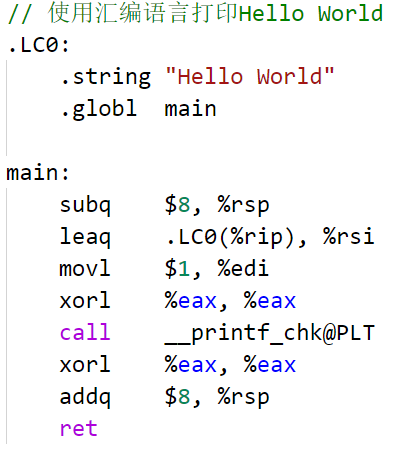 // 使用汇编语言打印Hello World
.LC0:
    .string "Hello World"
    .globl  main

main:
    subq    $8, %rsp
    leaq    .LC0(%rip), %rsi
    movl    $1, %edi
    xorl    %eax, %eax
    call    __printf_chk@PLT
    xorl    %eax, %eax
    addq    $8, %rsp
    ret